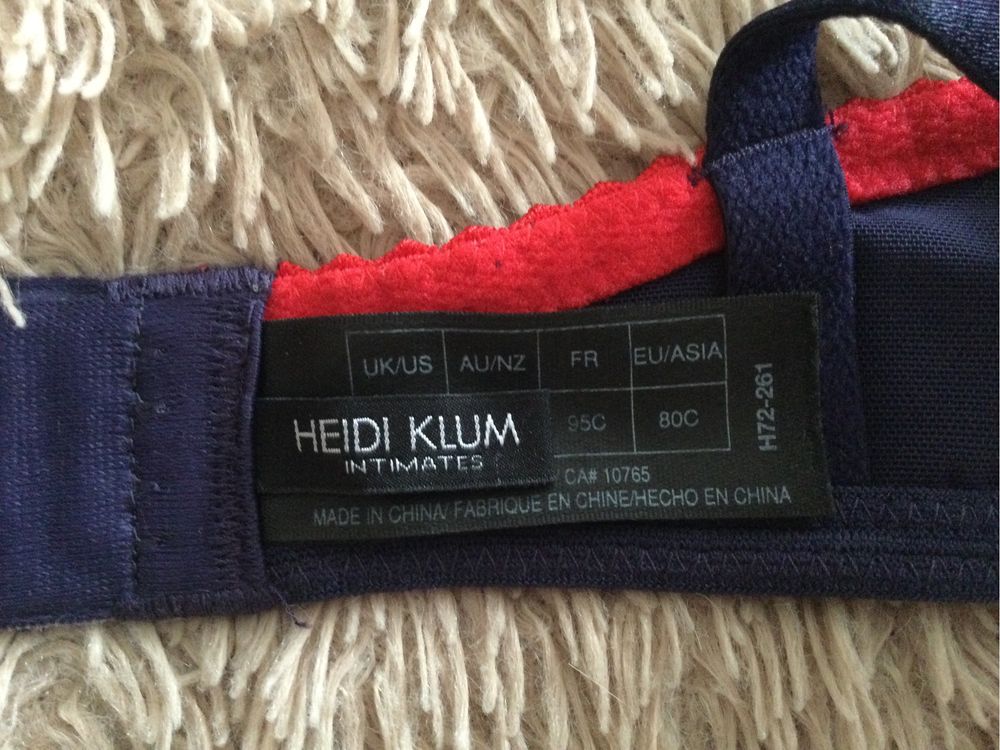 UK/US AU/NZ FR EU/ASIA
HEIDI KLUM
INTIMATES
95C 80C
CA# 10765
MADE IN CHINA/ FABRIQUE EN CHINE/HECHO EN CHINA
H72-261